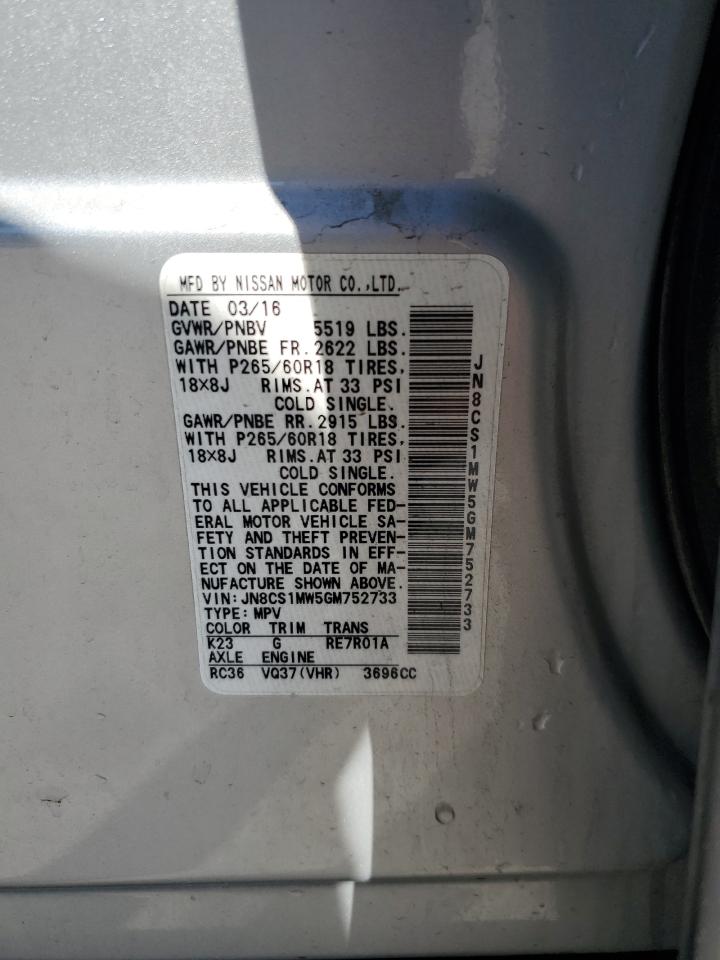 MFD BY NISSAN MOTOR CO.,LTD.
DATE 03/16
GVWR/PNBV 5519 LBS.
GAWR/PNBE FR.2622 LBS.
WITH P265/60R18 TIRES,
18×8J RIMS.AT 33 PSI
COLD SINGLE.
GAWR/PNBE RR.2915 LBS.
WITH P265/60R18 TIRES,
18×8J RIMS.AT 33 PSI
COLD SINGLE.
THIS VEHICLE CONFORMS
TO ALL APPLICABLE FED-
ERAL MOTOR VEHICLE SA-
FETY AND THEFT PREVEN-
TION STANDARDS IN EFF-
ECT ON THE DATE OF MA-
NUFACTURE SHOWN ABOVE.
VIN:JN8CS1MW5GM752733
TYPE:MPV
COLOR TRIM TRANS
K23 G RE7R01A
AXLE ENGINE
RC36 VQ37(VHR) 3696CC
JN8CS1MW5GM752733